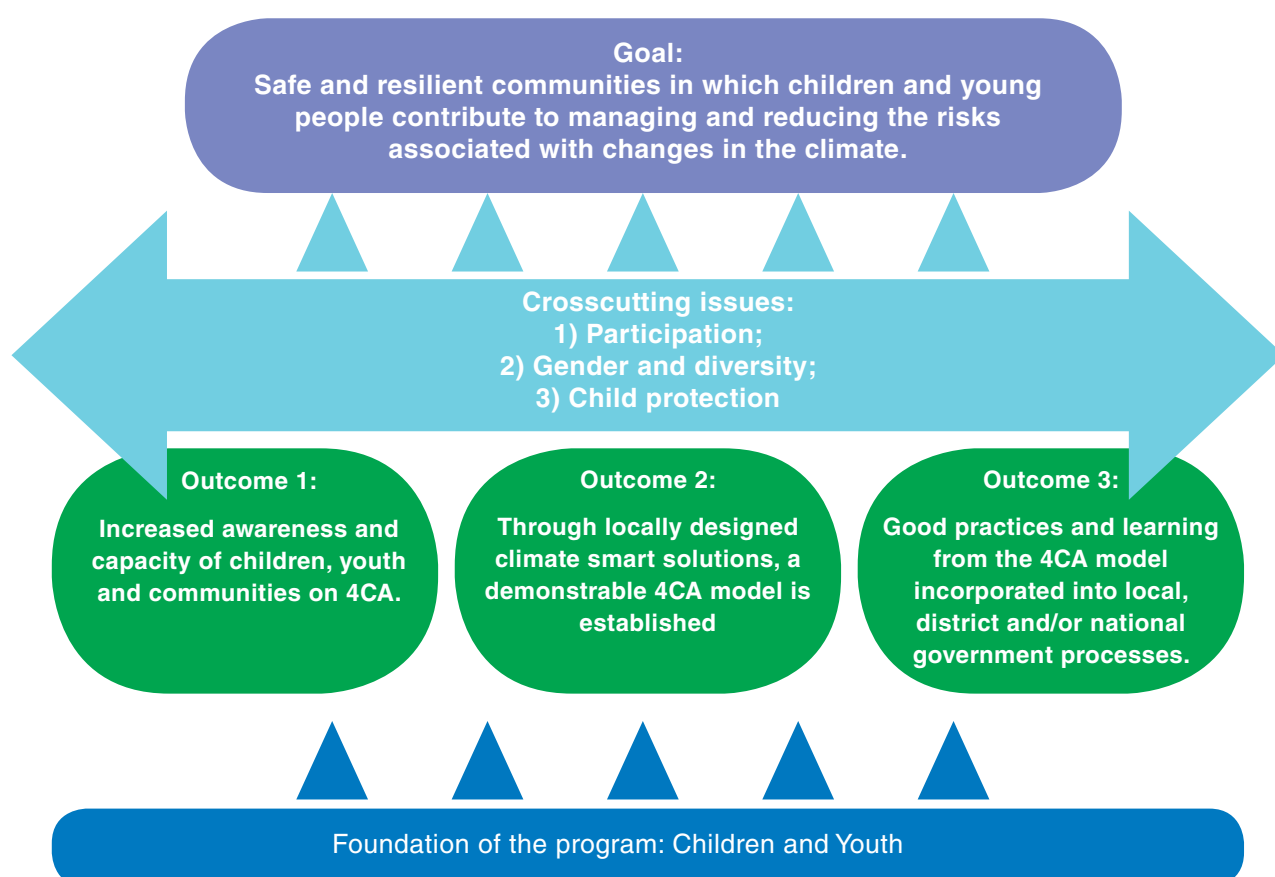 Goal:
Safe and resilient communities in which children and young
people contribute to managing and reducing the risks
associated with changes in the climate.
Crosscutting issues:
1) Participation;
2) Gender and diversity;
3) Child protection
Outcome 1:
Increased awareness and
capacity of children, youth
and communities on 4CA.
Outcome 2:
Through locally designed
climate smart solutions, a
demonstrable 4CA model is
established
Outcome 3:
Good practices and learning
from the 4CA model
incorporated into local,
district and/or national
government processes.
Foundation of the program: Children and Youth